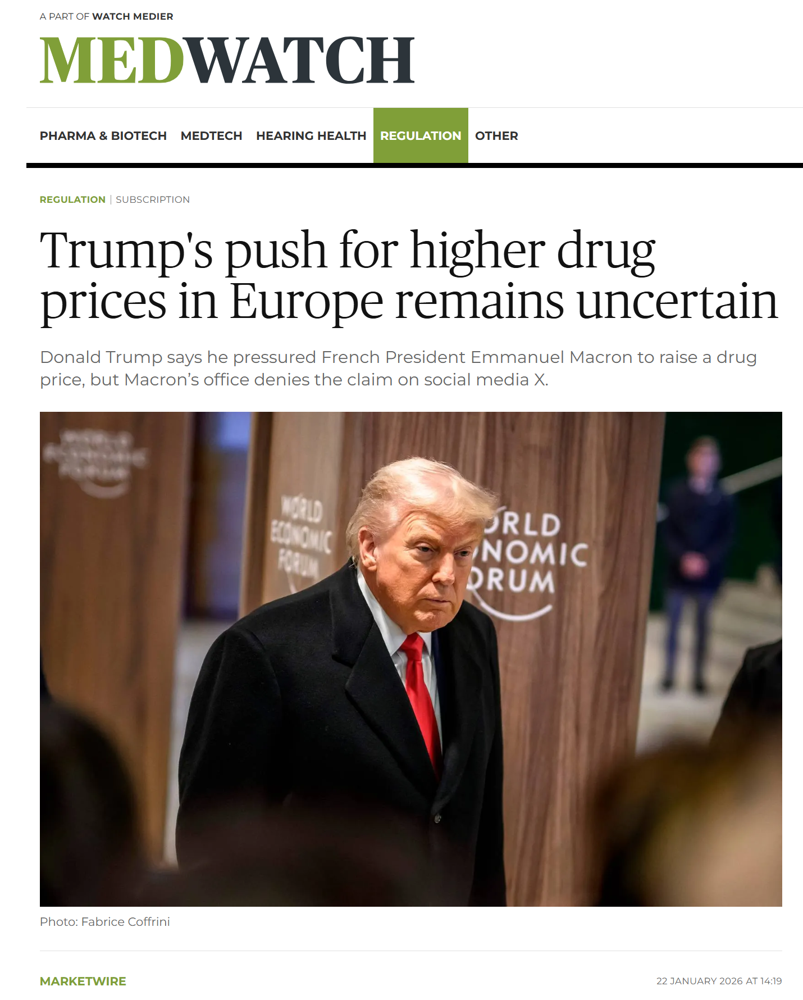 A PART OF WATCH MEDIER
MEDWATCH
PHARMA & BIOTECH MEDTECH HEARING HEALTH REGULATION OTHER
REGULATION | SUBSCRIPTION
Trump's push for higher drug
prices in Europe remains uncertain
Donald Trump says he pressured French President Emmanuel Macron to raise a drug
price, but Macron’s office denies the claim on social media X.
WORLD
ECONOMIC
FORUM
WORLD
ECONOMIC
FORUM
ORLD
NOMIC
ORUM
Photo: Fabrice Coffrini
MARKETWIRE
22 JANUARY 2026 AT 14:19